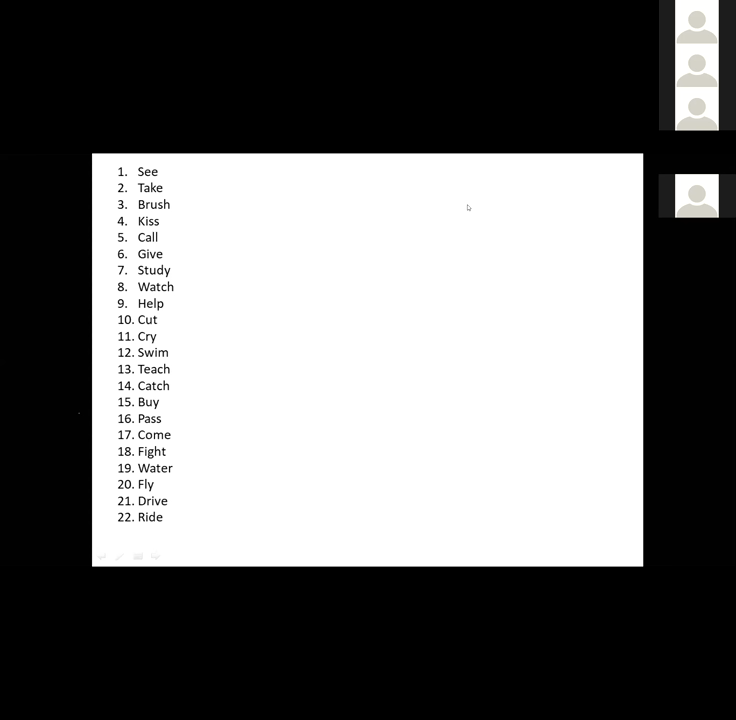 1. See
2. Take
3. Brush
4. Kiss
5. Call
6. Give
7. Study
8. Watch
9. Help
10. Cut
11. Cry
12. Swim
13. Teach
14. Catch
15. Buy
16. Pass
17. Come
18. Fight
19. Water
20. Fly
21. Drive
22. Ride